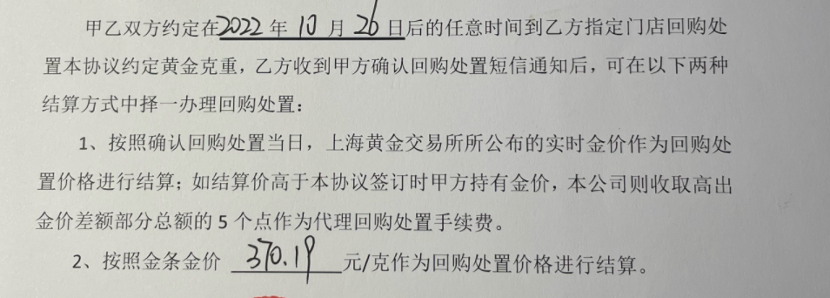 甲乙双方约定在2022年10月26日后的任意时间到乙方指定门店回购处
置本协议约定黄金克重，乙方收到甲方确认回购处置短信通知后，可在以下两种
结算方式中择一办理回购处置：
1、按照确认回购处置当日，上海黄金交易所所公布的实时金价作为回购处
置价格进行结算；如结算价高于本协议签订时甲方持有金价，本公司则收取高出
金价差额部分总额的5个点作为代理回购处置手续费。
2、按照金条金价 370.19 元/克作为回购处置价格进行结算。